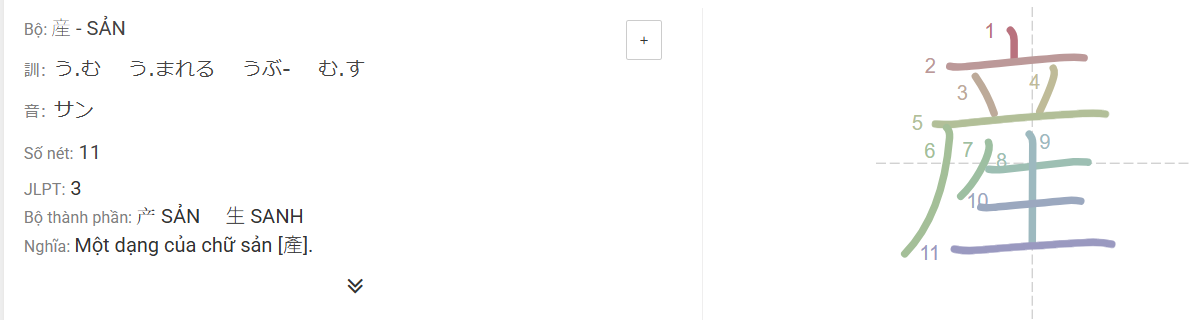 Bộ: 産 - SẢN
+
訓: う.む う.まれる うぶ- む.す
音: サン
Số nét: 11
JLPT: 3
Bộ thành phần: 产 SẢN 生 SANH
Nghĩa: Một dạng của chữ sản [產].
産
1
2
3
4
5
6
7
8
9
10
11